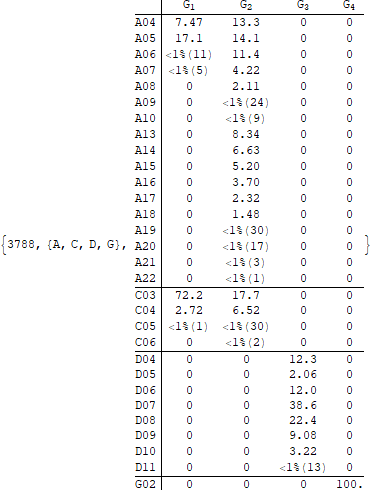 G1 G2 G3 G4
A04 7.47 13.3 0 0
A05 17.1 14.1 0 0
A06 <1%(11) 11.4 0 0
A07 <1%(5) 4.22 0 0
A08 0 2.11 0 0
A09 0 <1%(24) 0 0
A10 0 <1%(9) 0 0
A13 0 8.34 0 0
A14 0 6.63 0 0
A15 0 5.20 0 0
A16 0 3.70 0 0
A17 0 2.32 0 0
A18 0 1.48 0 0
A19 0 <1%(30) 0 0
{3788, {A, C, D, G}, A20 0 <1%(17) 0 0 }
A21 0 <1%(3) 0 0
A22 0 <1%(1) 0 0
C03 72.2 17.7 0 0
C04 2.72 6.52 0 0
C05 <1%(1) <1%(30) 0 0
C06 0 <1%(2) 0 0
D04 0 0 12.3 0
D05 0 0 2.06 0
D06 0 0 12.0 0
D07 0 0 38.6 0
D08 0 0 22.4 0
D09 0 0 9.08 0
D10 0 0 3.22 0
D11 0 0 <1%(13) 0
G02 0 0 0 100.